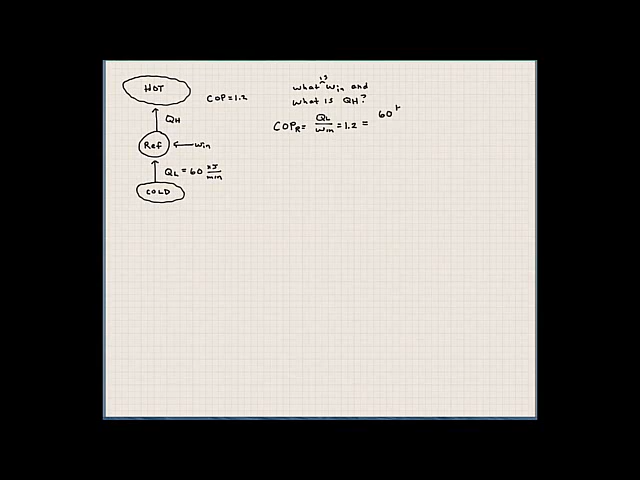 HOT
COP=1.2
is
what Win and
what is QH?
QH
COPR= QL/Win =1.2 = 60
Ref
Win
QL = 60 KJ/min
COLD